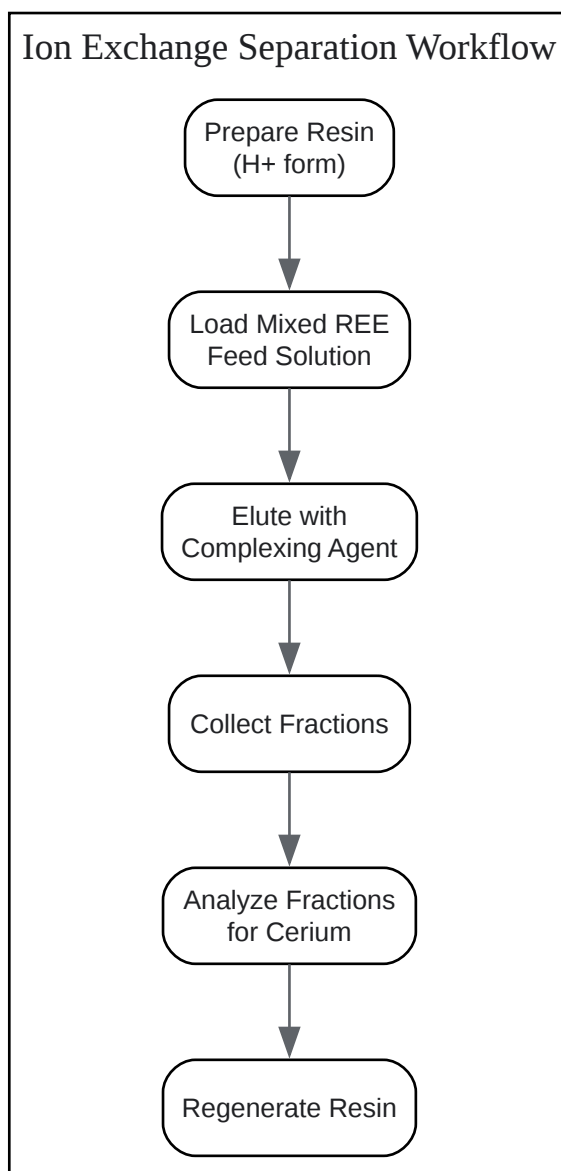 Ion Exchange Separation Workflow
Prepare Resin
(H+ form)
Load Mixed REE
Feed Solution
Elute with
Complexing Agent
Collect Fractions
Analyze Fractions
for Cerium
Regenerate Resin